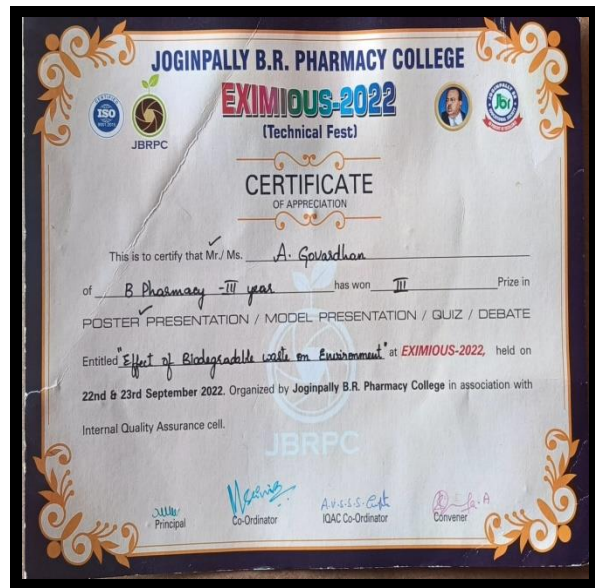 JOGINPALLY B.R. PHARMACY COLLEGE
EXIMIOUS-2022
(Technical Fest)
ISO
JBRPC
Jbr
CERTIFICATE
OF APPRECIATION
This is to certify that Mr./ Ms. A. Govardhan
of B Pharmacy -III year has won III Prize in
POSTER PRESENTATION / MODEL PRESENTATION / QUIZ / DEBATE
Entitled "Effect of Biodegradable waste on Environment" at EXIMIOUS-2022, held on
22nd & 23rd September 2022. Organized by Joginpally B.R. Pharmacy College in association with
Internal Quality Assurance cell.
JBRPC
A.V.S.S.S. Gupta
Principal
Co-Ordinator
IQAC Co-Ordinator
Convener